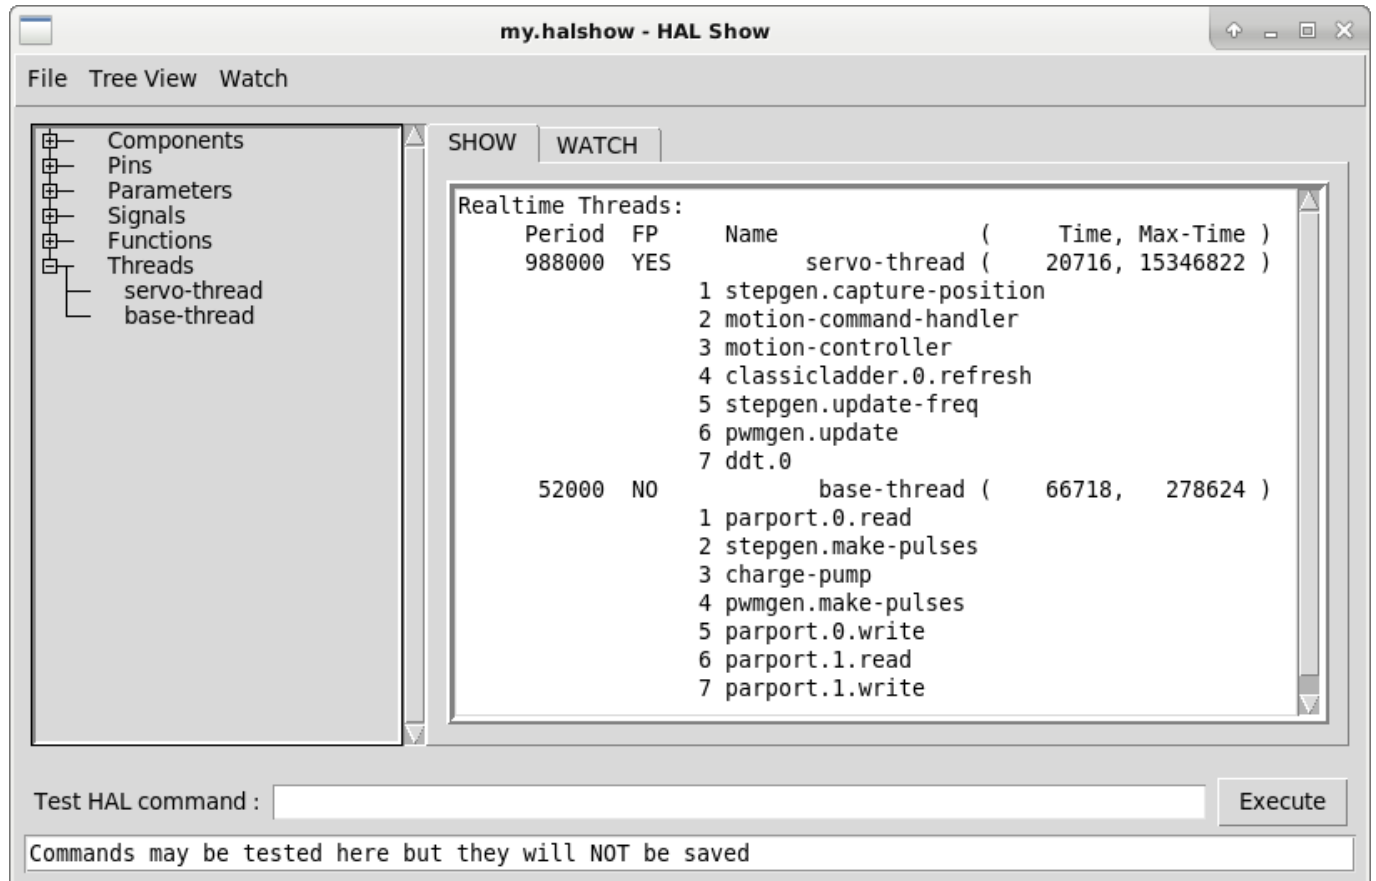 my.halshow - HAL Show
File Tree View Watch
Components
Pins
Parameters
Signals
Functions
Threads
servo-thread
base-thread
SHOW WATCH
Realtime Threads:
     Period  FP     Name               (     Time, Max-Time )
     988000  YES          servo-thread (    20716, 15346822 )
                  1 stepgen.capture-position
                  2 motion-command-handler
                  3 motion-controller
                  4 classicladder.0.refresh
                  5 stepgen.update-freq
                  6 pwmgen.update
                  7 ddt.0
      52000  NO            base-thread (    66718,   278624 )
                  1 parport.0.read
                  2 stepgen.make-pulses
                  3 charge-pump
                  4 pwmgen.make-pulses
                  5 parport.0.write
                  6 parport.1.read
                  7 parport.1.write
Test HAL command : Execute
Commands may be tested here but they will NOT be saved